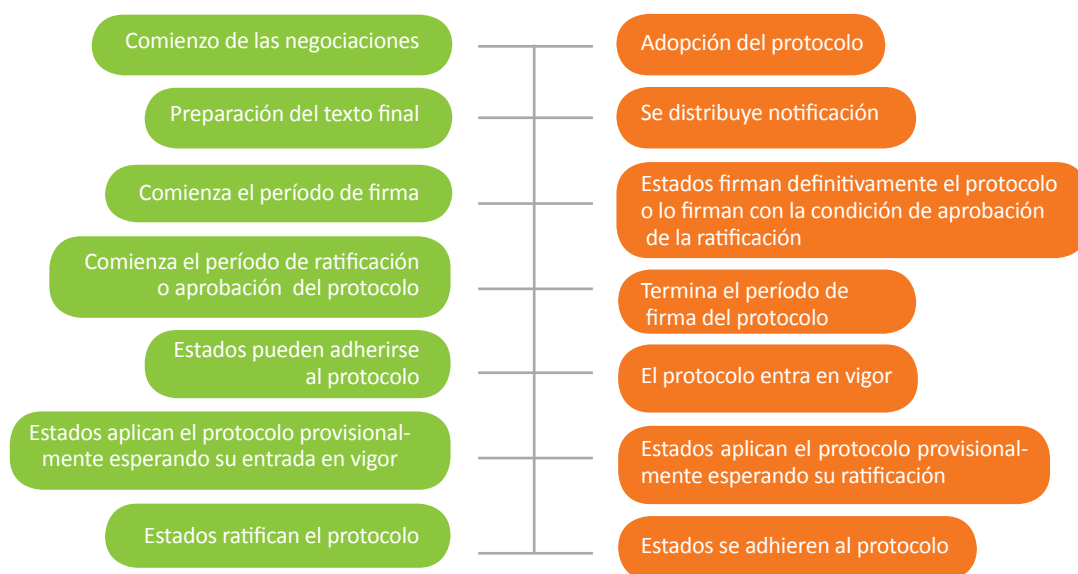 Comienzo de las negociaciones
Adopción del protocolo
Preparación del texto final
Se distribuye notificación
Comienza el período de firma
Estados firman definitivamente el protocolo
o lo firman con la condición de aprobación
de la ratificación
Comienza el período de ratificación
o aprobación del protocolo
Termina el período de
firma del protocolo
Estados pueden adherirse
al protocolo
El protocolo entra en vigor
Estados aplican el protocolo provisional-
mente esperando su entrada en vigor
Estados aplican el protocolo provisional-
mente esperando su ratificación
Estados ratifican el protocolo
Estados se adhieren al protocolo